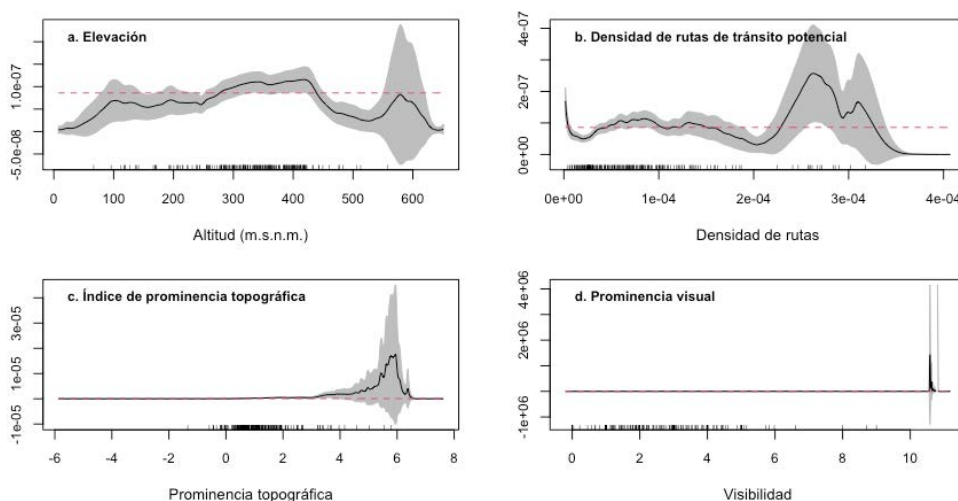 a. Elevación
1.0e-07
-5.0e-08
0 100 200 300 400 500 600
Altitud (m.s.n.m.)
b. Densidad de rutas de tránsito potencial
4e-07
2e-07
0e+00
0e+00 1e-04 2e-04 3e-04 4e-04
Densidad de rutas
c. Índice de prominencia topográfica
3e-05
1e-05
-1e-05
-6 -4 -2 0 2 4 6 8
Prominencia topográfica
d. Prominencia visual
4e+06
2e+06
-1e+06
0 2 4 6 8 10
Visibilidad